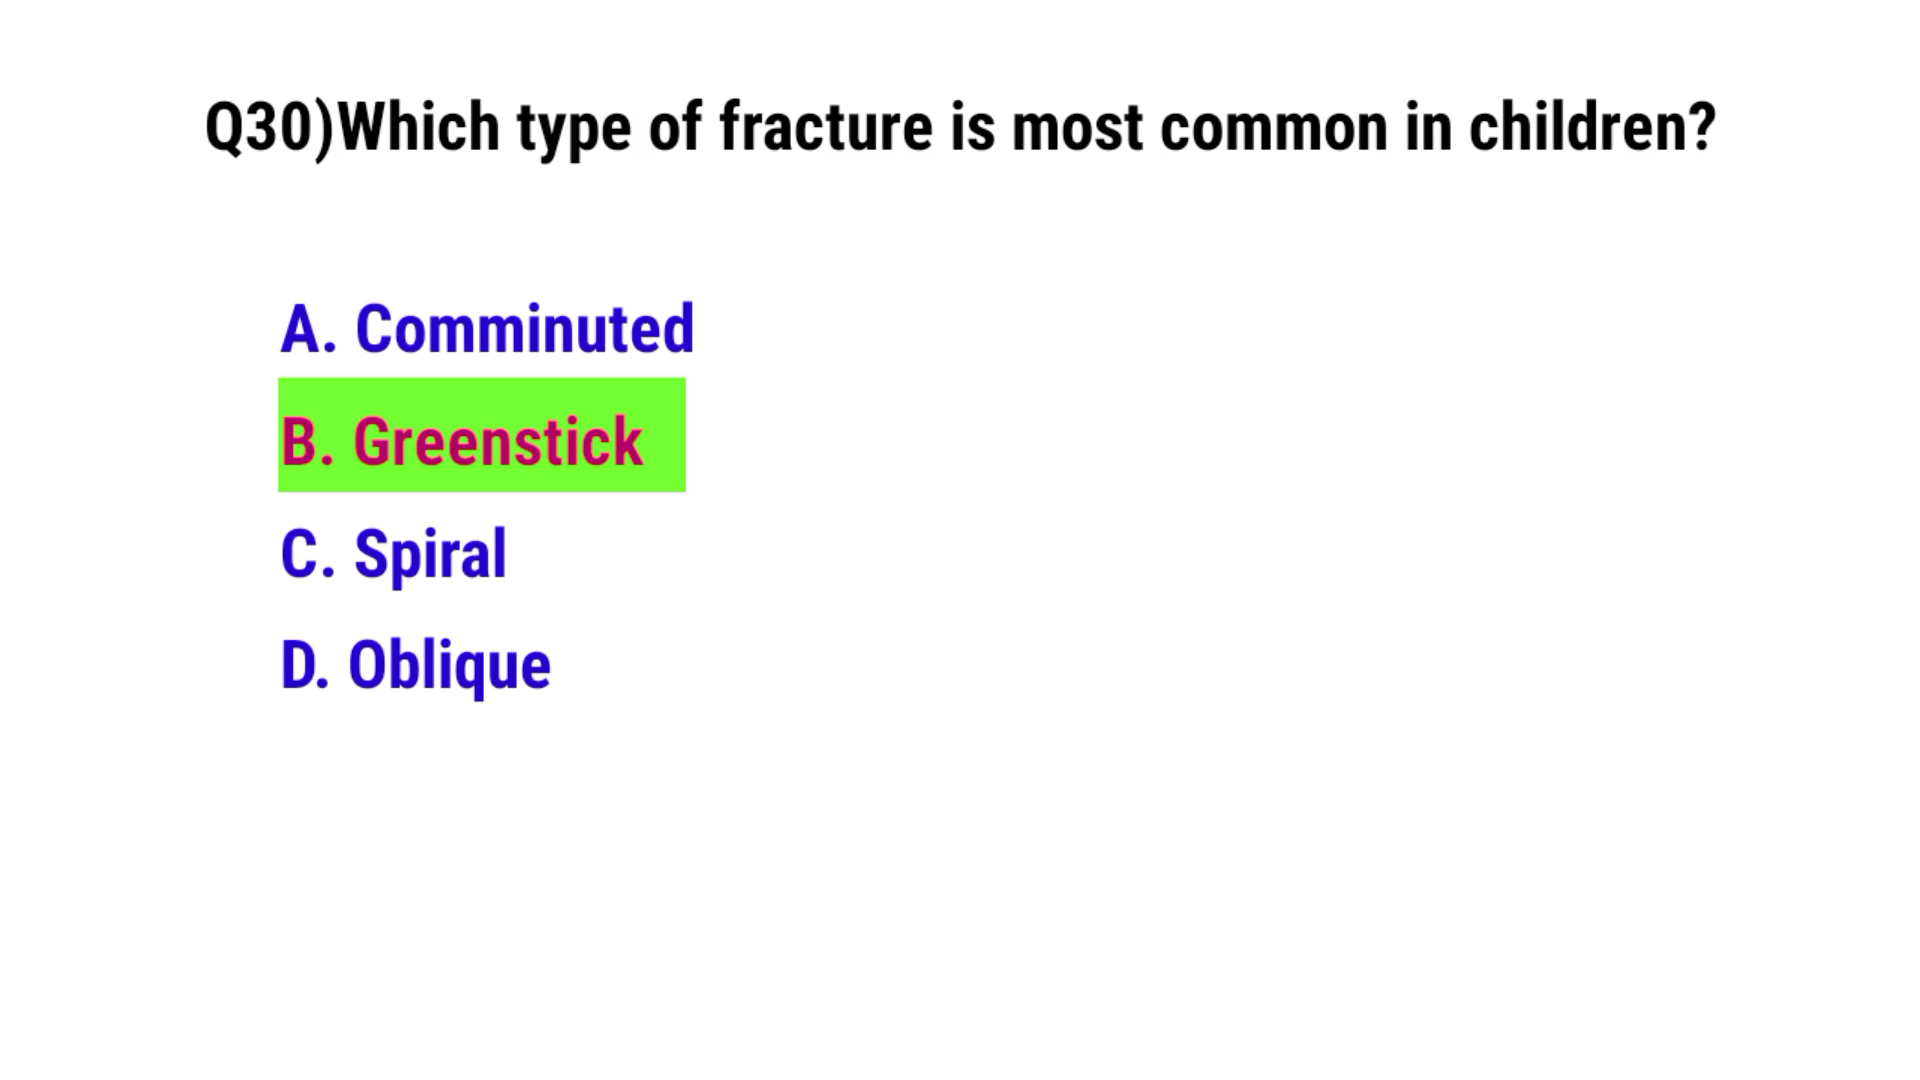 Q30)Which type of fracture is most common in children?
A. Comminuted
B. Greenstick
C. Spiral
D. Oblique